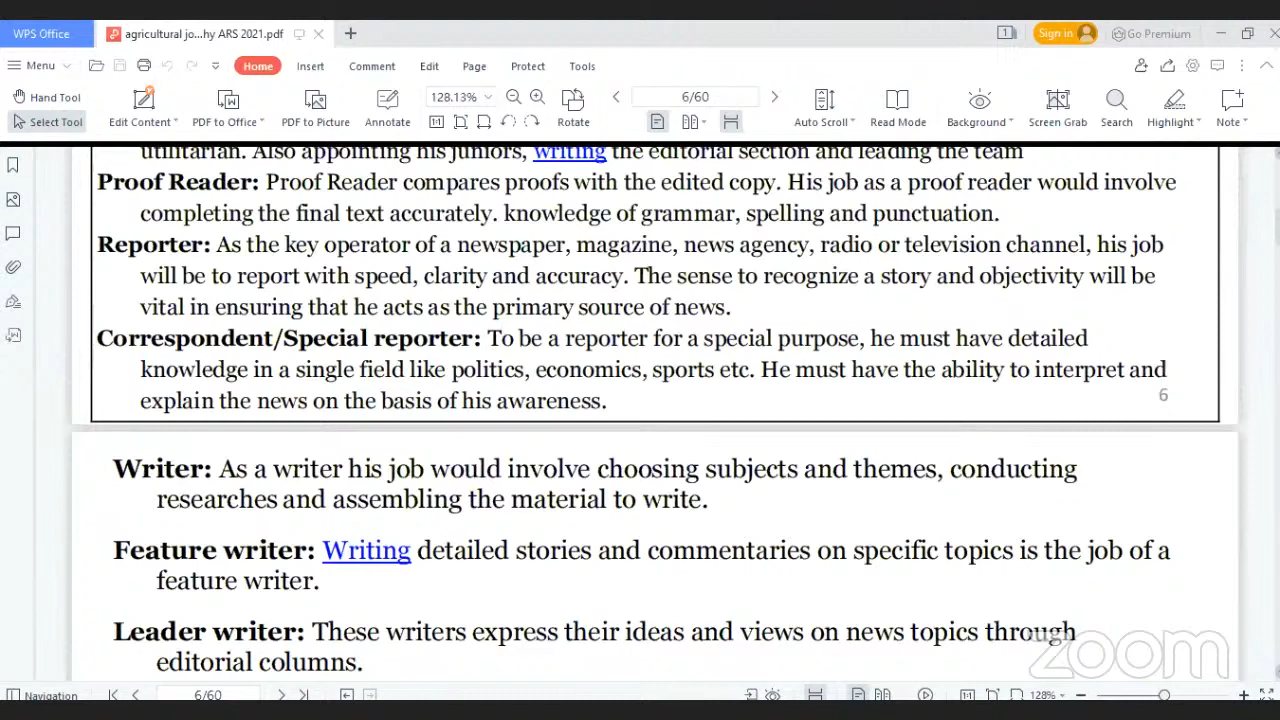 WPS Office
agricultural jo...hy ARS 2021.pdf
1
Sign in
Go Premium
Menu
Home
Insert
Comment
Edit
Page
Protect
Tools
Hand Tool
Select Tool
Edit Content
PDF to Office
PDF to Picture
Annotate
128.13%
Rotate
6/60
Auto Scroll
Read Mode
Background
Screen Grab
Search
Highlight
Note
utilitarian. Also appointing his juniors, writing the editorial section and leading the team
Proof Reader: Proof Reader compares proofs with the edited copy. His job as a proof reader would involve
completing the final text accurately. knowledge of grammar, spelling and punctuation.
Reporter: As the key operator of a newspaper, magazine, news agency, radio or television channel, his job
will be to report with speed, clarity and accuracy. The sense to recognize a story and objectivity will be
vital in ensuring that he acts as the primary source of news.
Correspondent/Special reporter: To be a reporter for a special purpose, he must have detailed
knowledge in a single field like politics, economics, sports etc. He must have the ability to interpret and
explain the news on the basis of his awareness.
6
Writer: As a writer his job would involve choosing subjects and themes, conducting
researches and assembling the material to write.
Feature writer: Writing detailed stories and commentaries on specific topics is the job of a
feature writer.
Leader writer: These writers express their ideas and views on news topics through
editorial columns.
zoom
Navigation
6/60
128%